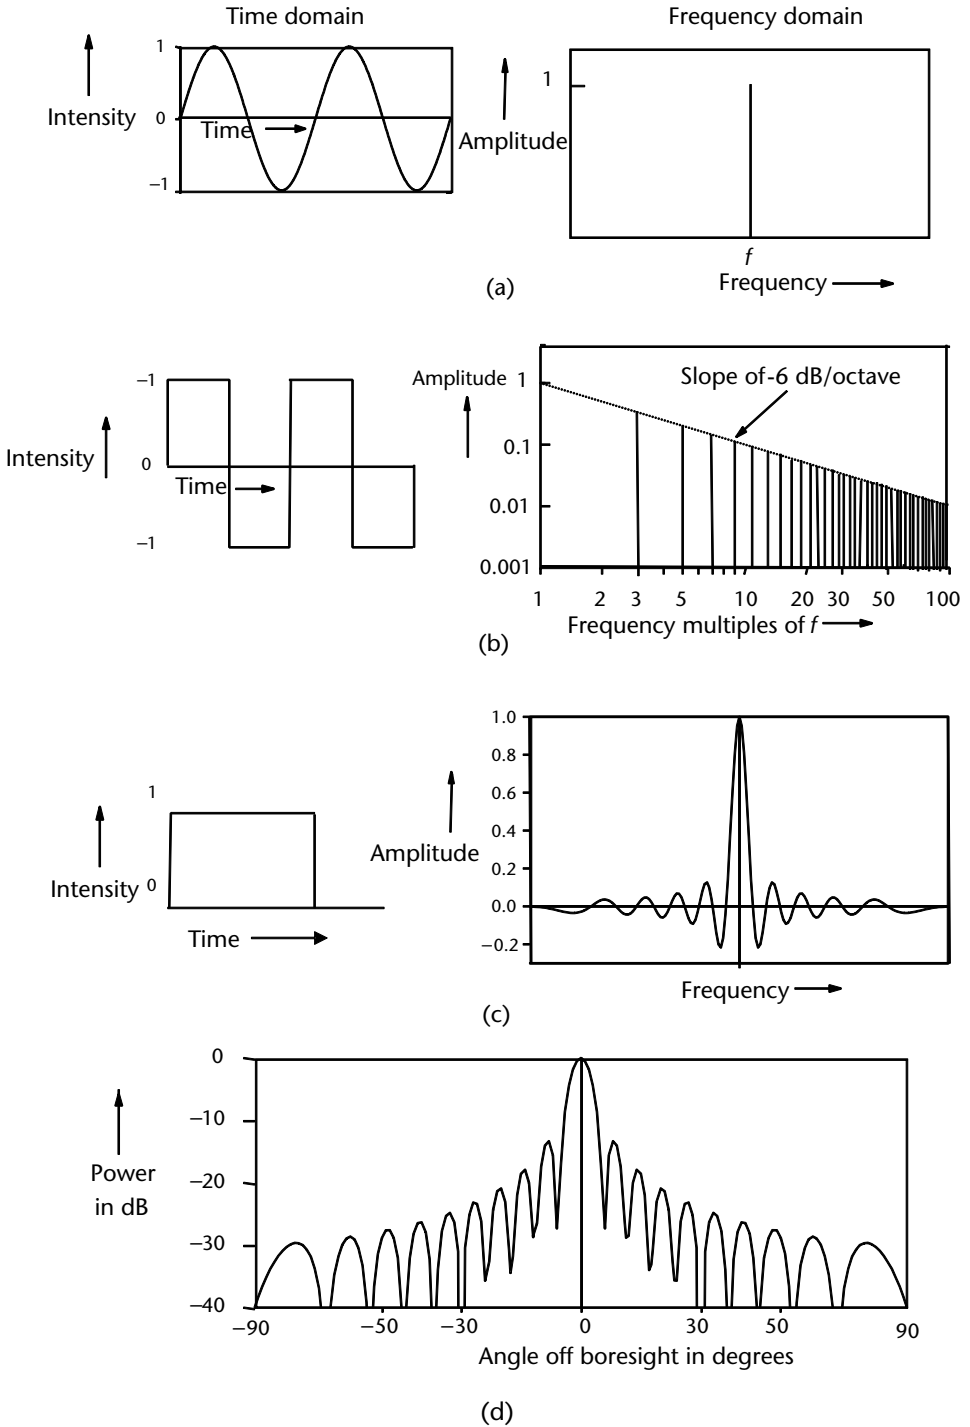 Time domain
Frequency domain
1
Intensity
0
Time
−1
1
Amplitude
f
Frequency
(a)
−1
Intensity
0
Time
−1
Amplitude
1
Slope of-6 dB/octave
0.1
0.01
0.001
1 2 3 5 10 20 30 50 100
Frequency multiples of f
(b)
1
Intensity
0
Time
1.0
0.8
0.6
0.4
Amplitude
0.2
0.0
−0.2
Frequency
(c)
0
−10
Power
in dB
−20
−30
−40
−90 −50 −30 0 30 50 90
Angle off boresight in degrees
(d)